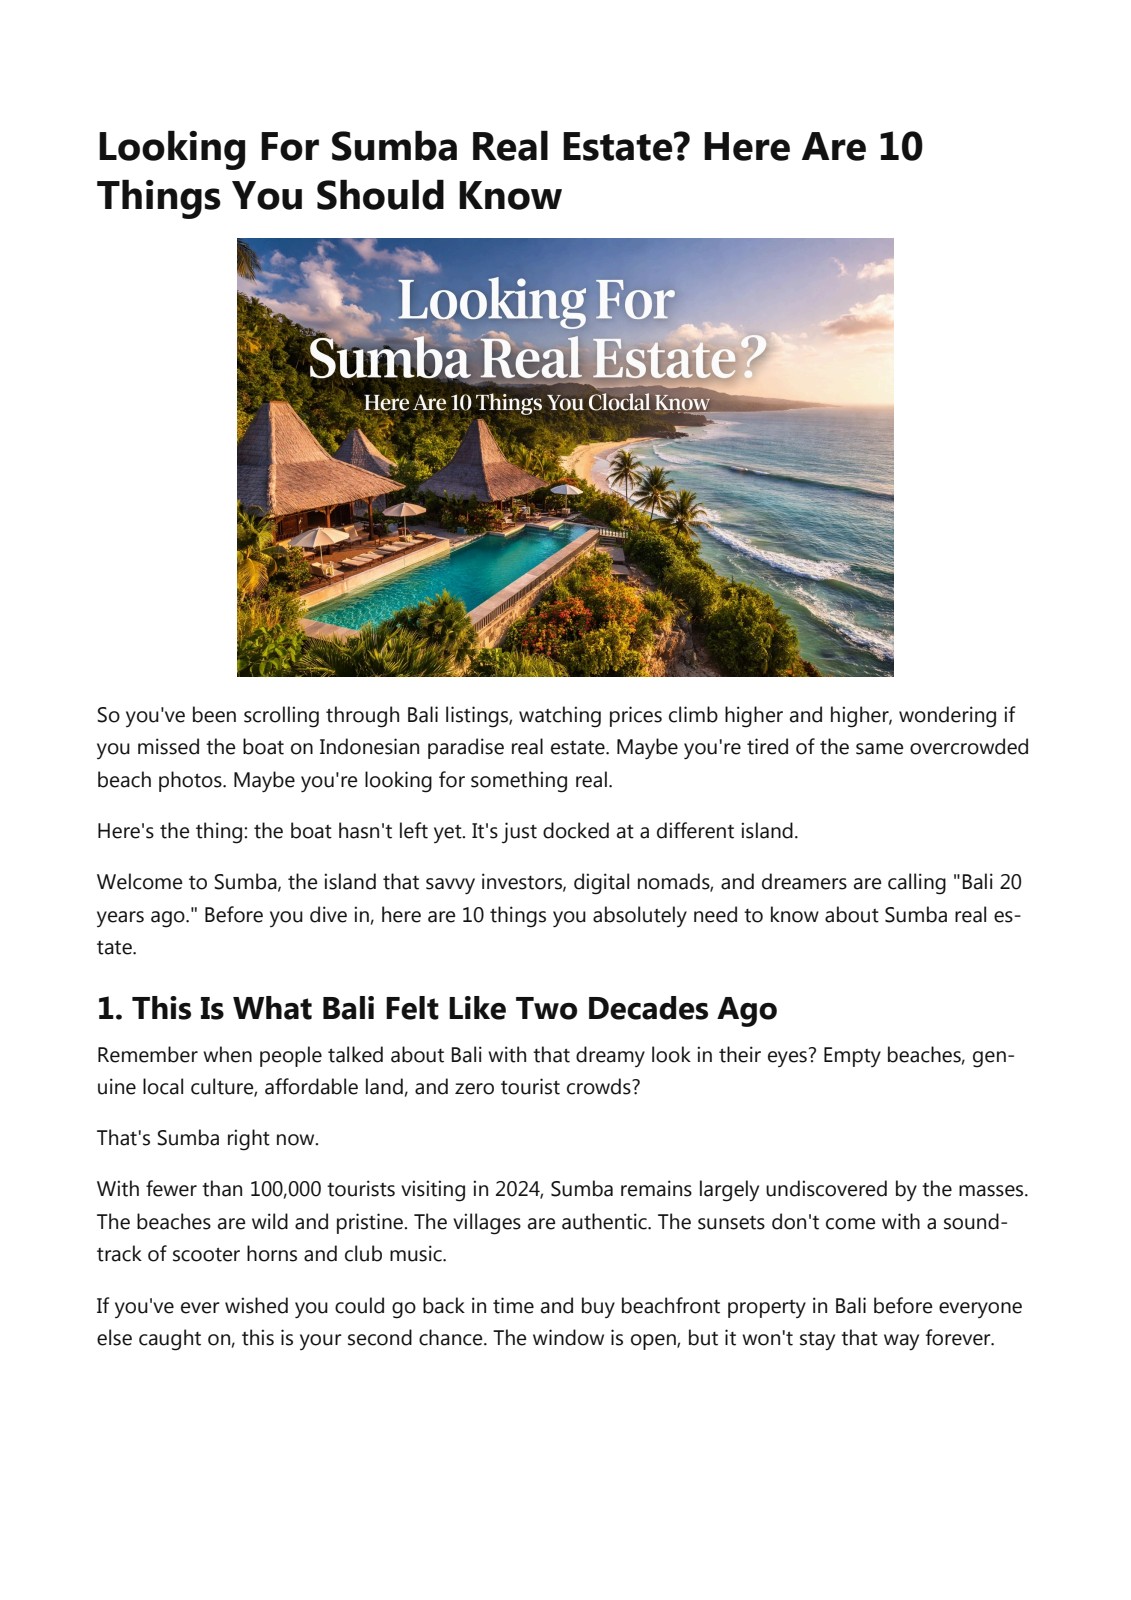 Looking For Sumba Real Estate? Here Are 10
Things You Should Know
Looking For
Sumba Real Estate?
Here Are 10 Things You Cloclal Know
So you've been scrolling through Bali listings, watching prices climb higher and higher, wondering if
you missed the boat on Indonesian paradise real estate. Maybe you're tired of the same overcrowded
beach photos. Maybe you're looking for something real.
Here's the thing: the boat hasn't left yet. It's just docked at a different island.
Welcome to Sumba, the island that savvy investors, digital nomads, and dreamers are calling "Bali 20
years ago." Before you dive in, here are 10 things you absolutely need to know about Sumba real es-
tate.
1. This Is What Bali Felt Like Two Decades Ago
Remember when people talked about Bali with that dreamy look in their eyes? Empty beaches, gen-
uine local culture, affordable land, and zero tourist crowds?
That's Sumba right now.
With fewer than 100,000 tourists visiting in 2024, Sumba remains largely undiscovered by the masses.
The beaches are wild and pristine. The villages are authentic. The sunsets don't come with a sound-
track of scooter horns and club music.
If you've ever wished you could go back in time and buy beachfront property in Bali before everyone
else caught on, this is your second chance. The window is open, but it won't stay that way forever.